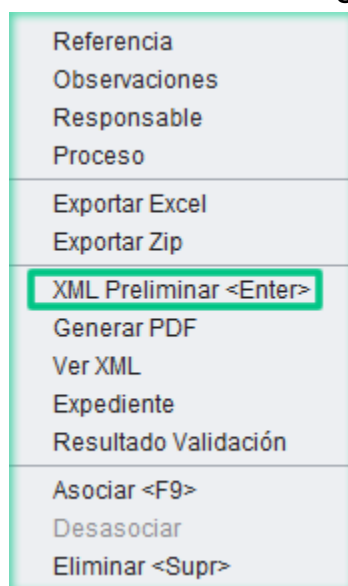 Referencia
Observaciones
Responsable
Proceso
Exportar Excel
Exportar Zip
XML Preliminar <Enter>
Generar PDF
Ver XML
Expediente
Resultado Validación
Asociar <F9>
Desasociar
Eliminar <Supr>